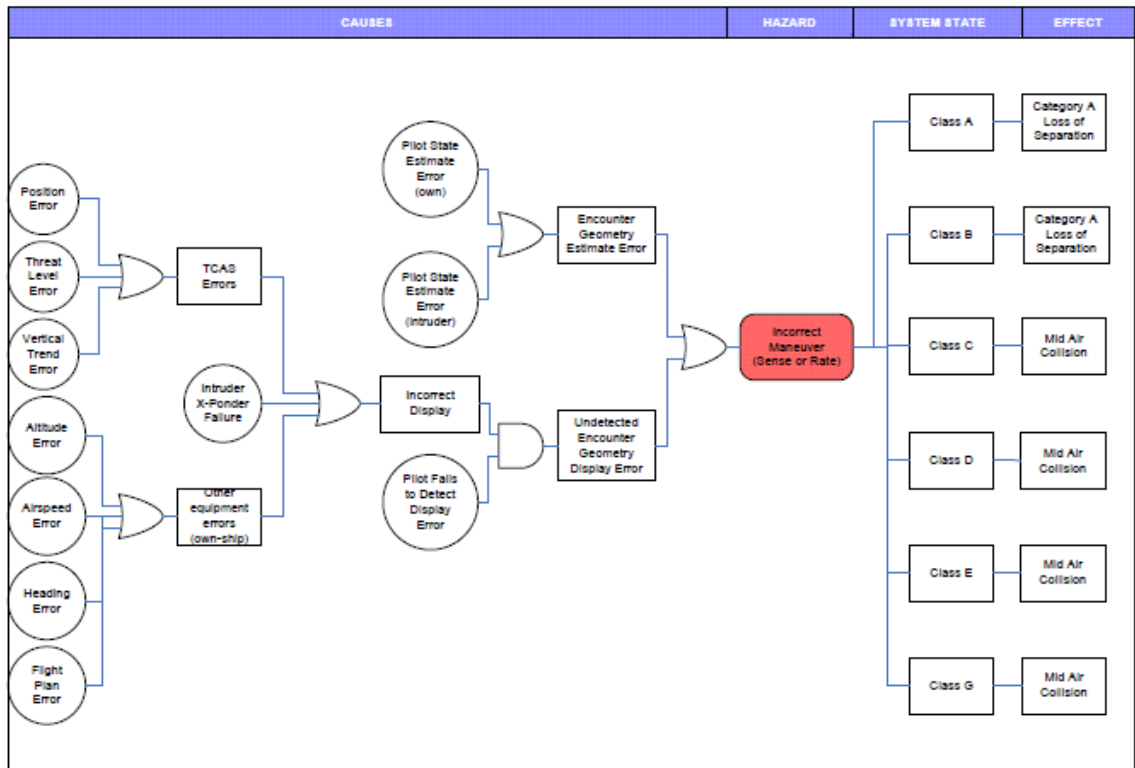 CAUSES
HAZARD
SYSTEM STATE
EFFECT
Position
Error
Threat
Level
Error
Vertical
Trend
Error
Altitude
Error
Airspeed
Error
Heading
Error
Flight
Plan
Error
TCAS
Errors
Intruder
X-Ponder
Failure
Other
equipment
errors
(own-ship)
Pilot State
Estimate
Error
(own)
Pilot State
Estimate
Error
(Intruder)
Incorrect
Display
Pilot Fails
to Detect
Display
Error
Encounter
Geometry
Estimate Error
Undetected
Encounter
Geometry
Display Error
Incorrect
Maneuver
(Sense or Rate)
Class A
Category A
Loss of
Separation
Class B
Category A
Loss of
Separation
Class C
Mid Air
Collision
Class D
Mid Air
Collision
Class E
Mid Air
Collision
Class G
Mid Air
Collision